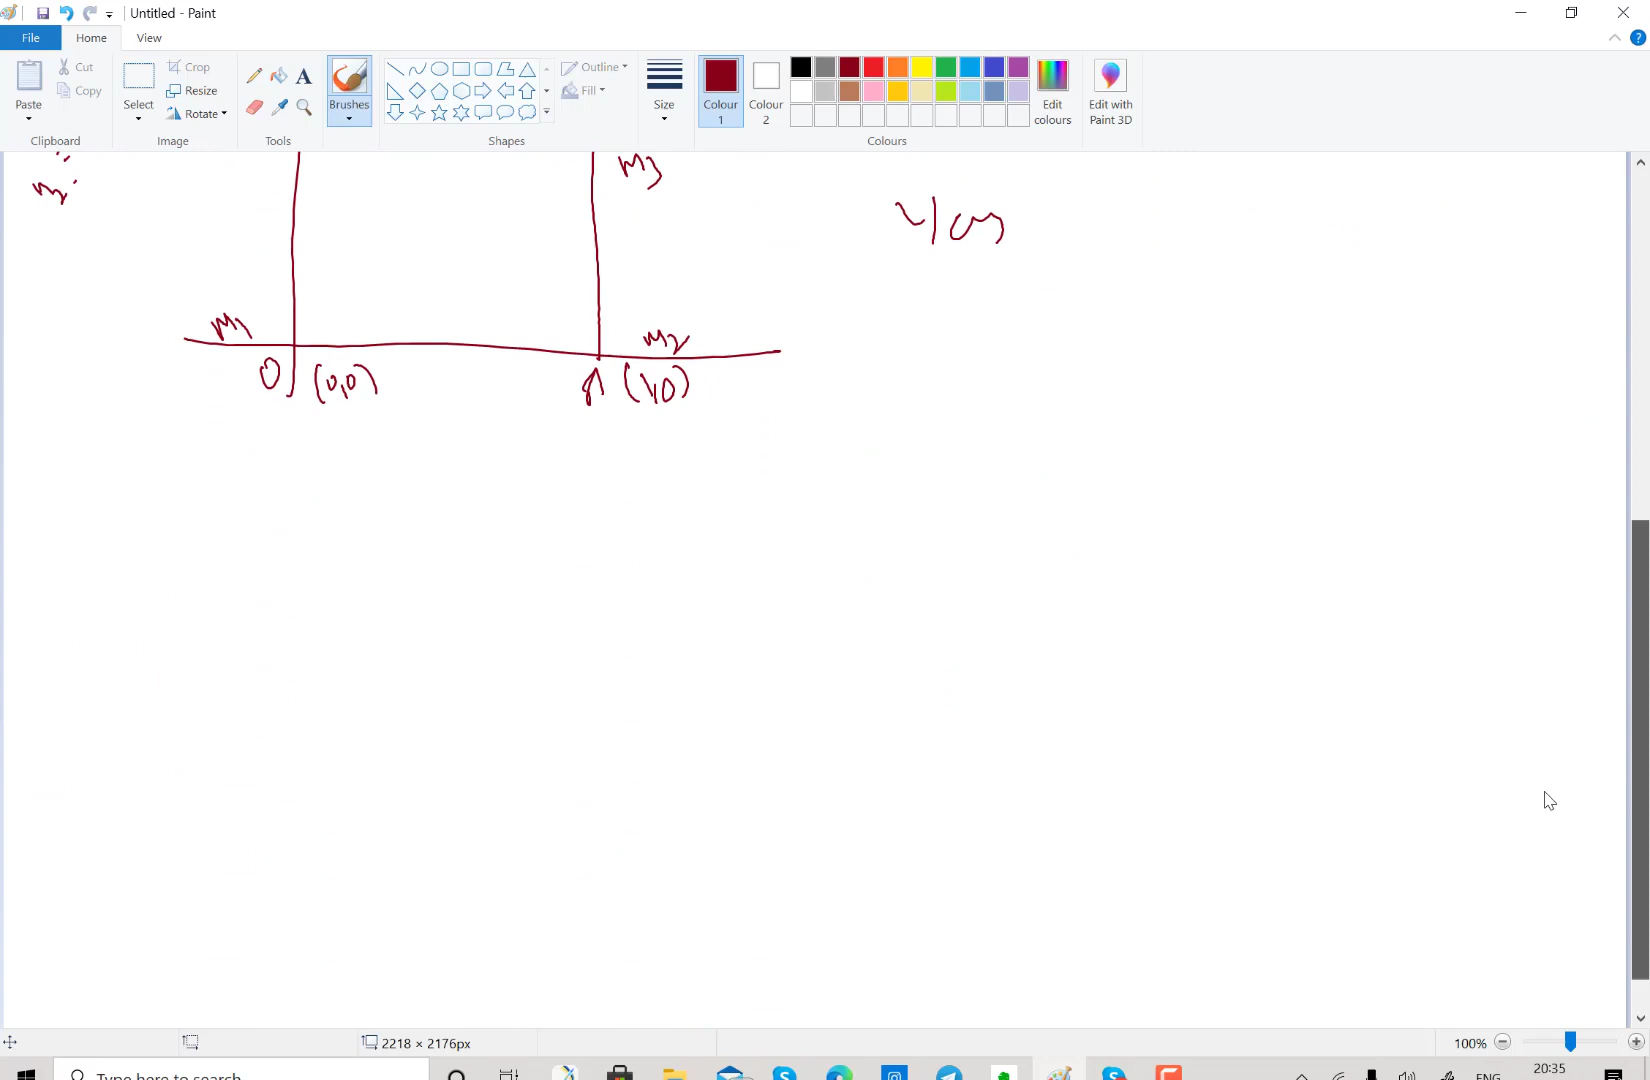 Untitled - Paint
File Home View
Paste
Cut
Copy
Clipboard
Select
Crop
Resize
Rotate
Image
A
Tools
Brushes
Outline
Fill
Shapes
Size
Colour 1
Colour 2
Edit colours
Edit with Paint 3D
Colours
m3
m1
m2
O (0,0)
A (1,0)
2218 × 2176px
100%
Type here to search
ENG
20:35